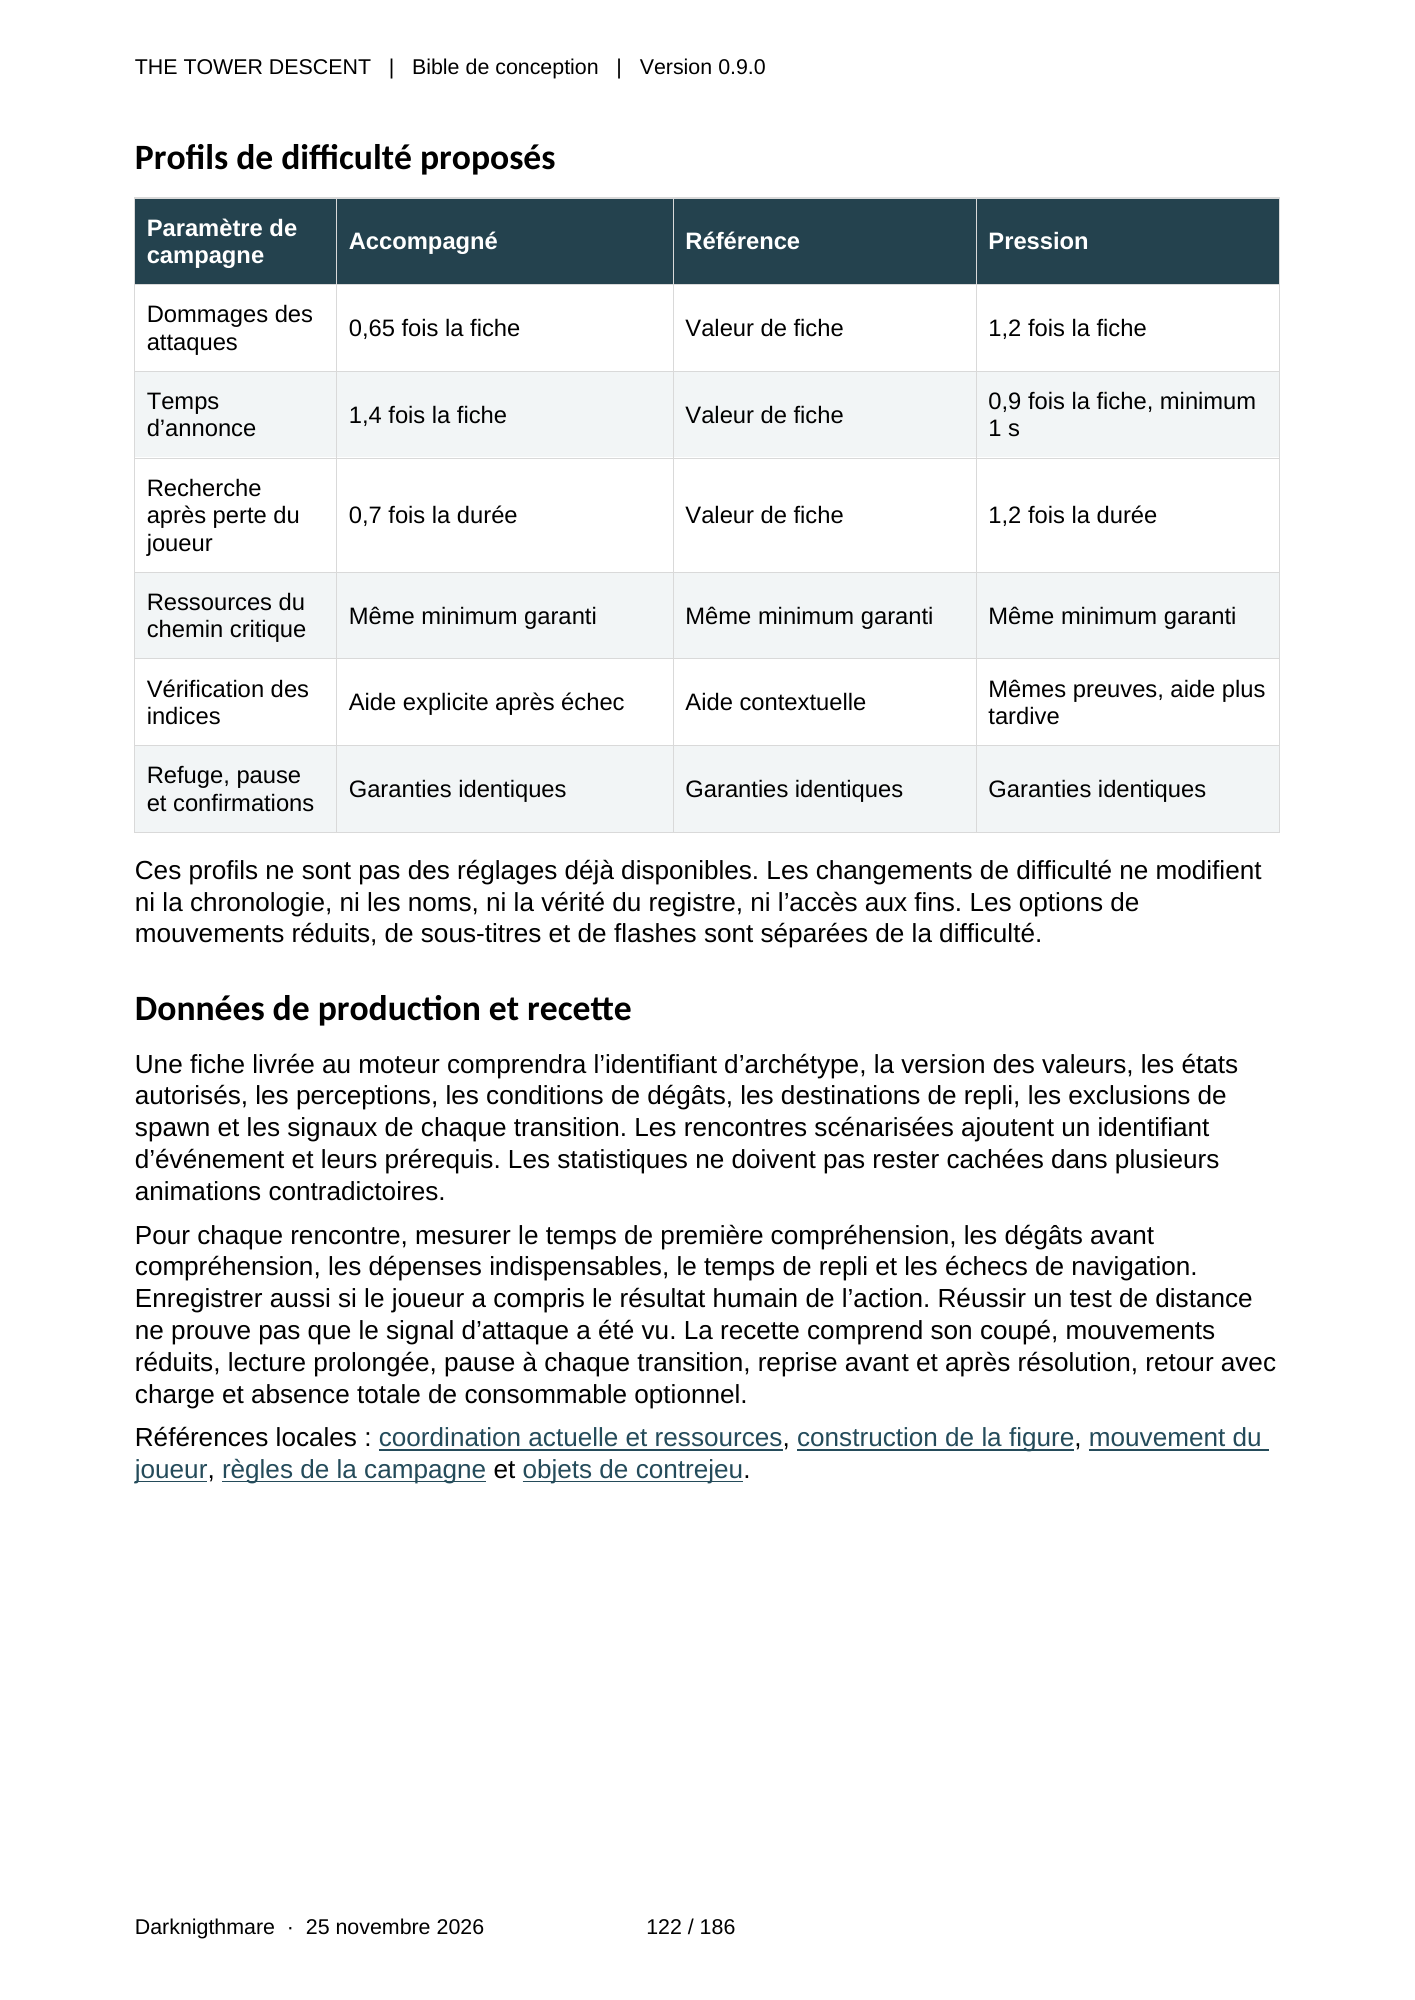 THE TOWER DESCENT | Bible de conception | Version 0.9.0
Profils de difficulté proposés
Paramètre de
campagne
Accompagné
Référence
Pression
Dommages des
attaques
0,65 fois la fiche
Valeur de fiche
1,2 fois la fiche
Temps
d’annonce
1,4 fois la fiche
Valeur de fiche
0,9 fois la fiche, minimum
1 s
Recherche
après perte du
joueur
0,7 fois la durée
Valeur de fiche
1,2 fois la durée
Ressources du
chemin critique
Même minimum garanti
Même minimum garanti
Même minimum garanti
Vérification des
indices
Aide explicite après échec
Aide contextuelle
Mêmes preuves, aide plus
tardive
Refuge, pause
et confirmations
Garanties identiques
Garanties identiques
Garanties identiques
Ces profils ne sont pas des réglages déjà disponibles. Les changements de difficulté ne modifient
ni la chronologie, ni les noms, ni la vérité du registre, ni l’accès aux fins. Les options de
mouvements réduits, de sous-titres et de flashes sont séparées de la difficulté.
Données de production et recette
Une fiche livrée au moteur comprendra l’identifiant d’archétype, la version des valeurs, les états
autorisés, les perceptions, les conditions de dégâts, les destinations de repli, les exclusions de
spawn et les signaux de chaque transition. Les rencontres scénarisées ajoutent un identifiant
d’événement et leurs prérequis. Les statistiques ne doivent pas rester cachées dans plusieurs
animations contradictoires.
Pour chaque rencontre, mesurer le temps de première compréhension, les dégâts avant
compréhension, les dépenses indispensables, le temps de repli et les échecs de navigation.
Enregistrer aussi si le joueur a compris le résultat humain de l’action. Réussir un test de distance
ne prouve pas que le signal d’attaque a été vu. La recette comprend son coupé, mouvements
réduits, lecture prolongée, pause à chaque transition, reprise avant et après résolution, retour avec
charge et absence totale de consommable optionnel.
Références locales : coordination actuelle et ressources, construction de la figure, mouvement du
joueur, règles de la campagne et objets de contrejeu.
Darknigthmare · 25 novembre 2026
122 / 186